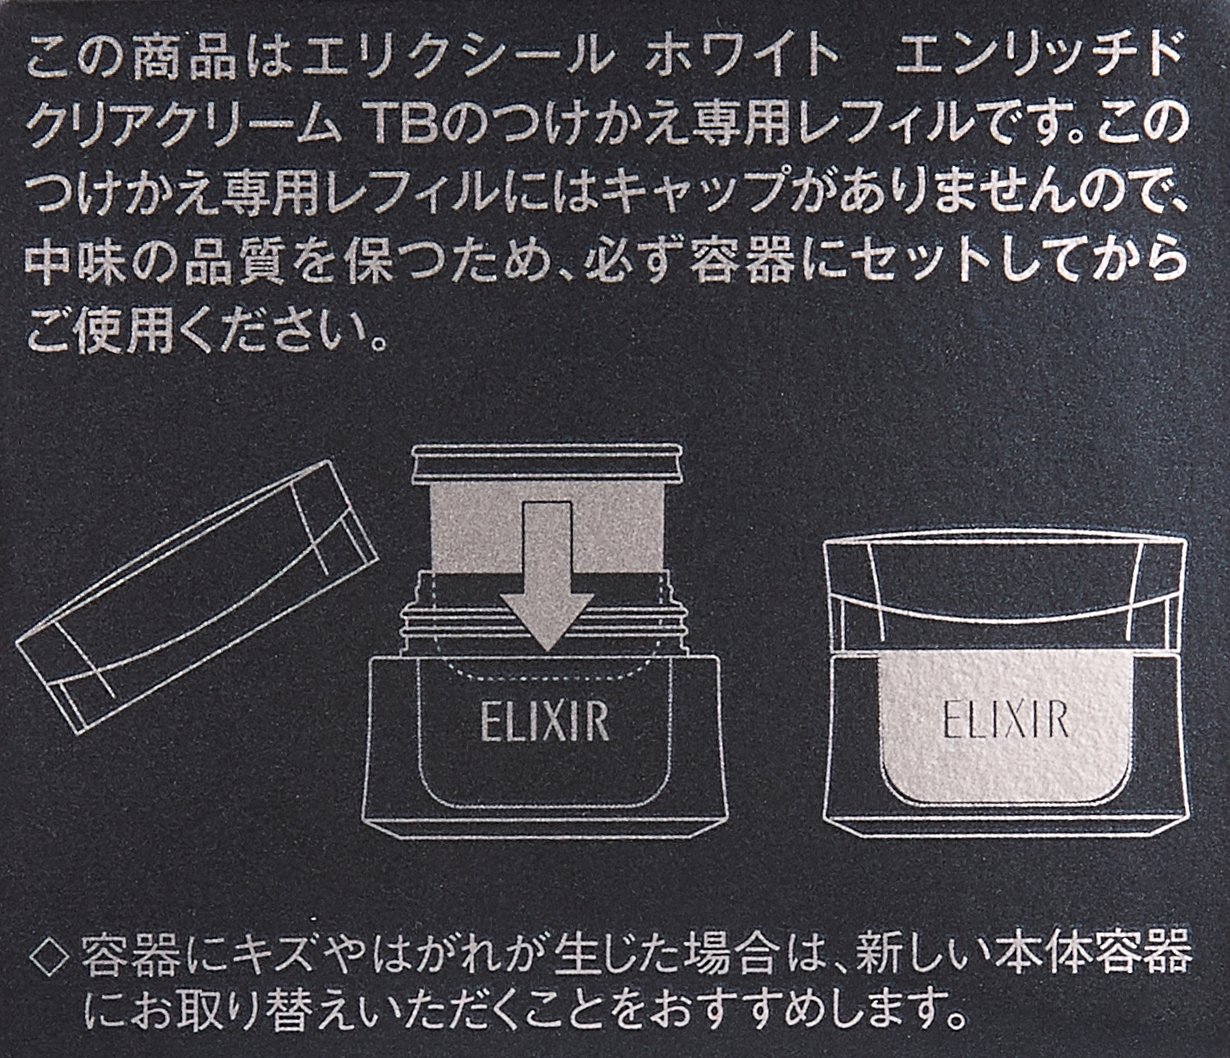 この商品はエリクシール ホワイト　エンリッチド
クリアクリーム TBのつけかえ専用レフィルです。この
つけかえ専用レフィルにはキャップがありませんので、
中味の品質を保つため、必ず容器にセットしてから
ご使用ください。
ELIXIR
ELIXIR
◇容器にキズやはがれが生じた場合は、新しい本体容器
にお取り替えいただくことをおすすめします。